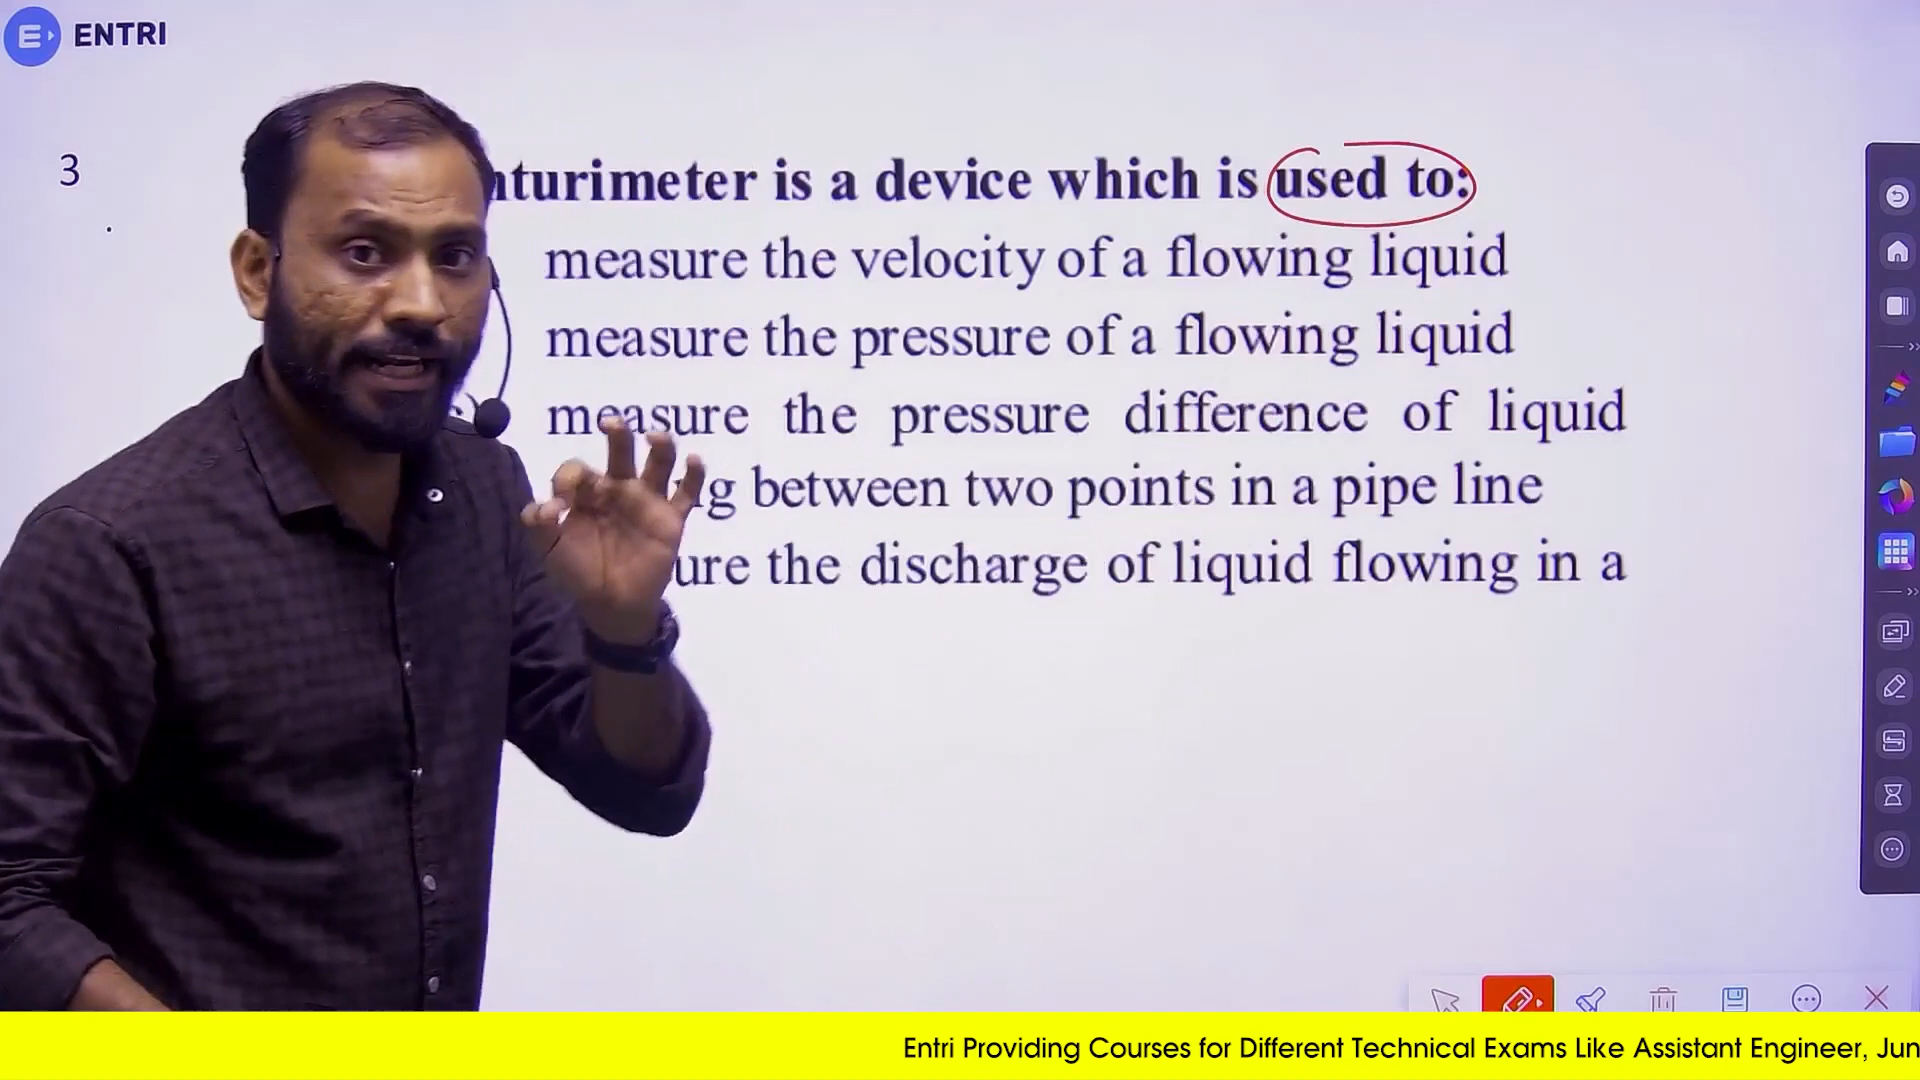 ENTRI
3
nturimeter is a device which is used to:
measure the velocity of a flowing liquid
measure the pressure of a flowing liquid
measure the pressure difference of liquid
ng between two points in a pipe line
ure the discharge of liquid flowing in a
Entri Providing Courses for Different Technical Exams Like Assistant Engineer, Jun